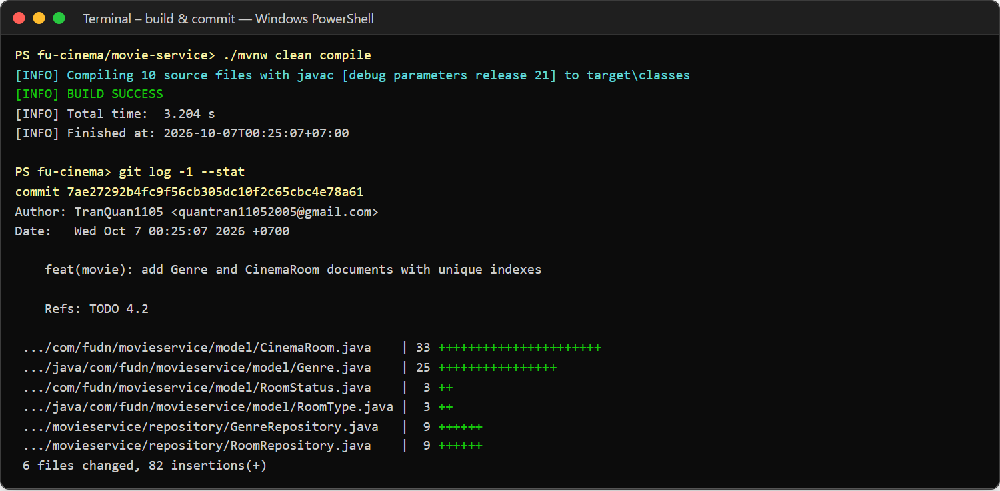 Terminal – build & commit — Windows PowerShell
PS fu-cinema/movie-service> ./mvnw clean compile
[INFO] Compiling 10 source files with javac [debug parameters release 21] to target\classes
[INFO] BUILD SUCCESS
[INFO] Total time:  3.204 s
[INFO] Finished at: 2026-10-07T00:25:07+07:00
PS fu-cinema> git log -1 --stat
commit 7ae27292b4fc9f56cb305dc10f2c65cbc4e78a61
Author: TranQuan1105 <quantran11052005@gmail.com>
Date:   Wed Oct 7 00:25:07 2026 +0700
feat(movie): add Genre and CinemaRoom documents with unique indexes
Refs: TODO 4.2
.../com/fudn/movieservice/model/CinemaRoom.java    | 33 ++++++++++++++++++++++
.../java/com/fudn/movieservice/model/Genre.java    | 25 ++++++++++++++++
.../com/fudn/movieservice/model/RoomStatus.java    |  3 ++
.../java/com/fudn/movieservice/model/RoomType.java |  3 ++
.../movieservice/repository/GenreRepository.java   |  9 ++++++
.../movieservice/repository/RoomRepository.java    |  9 ++++++
6 files changed, 82 insertions(+)